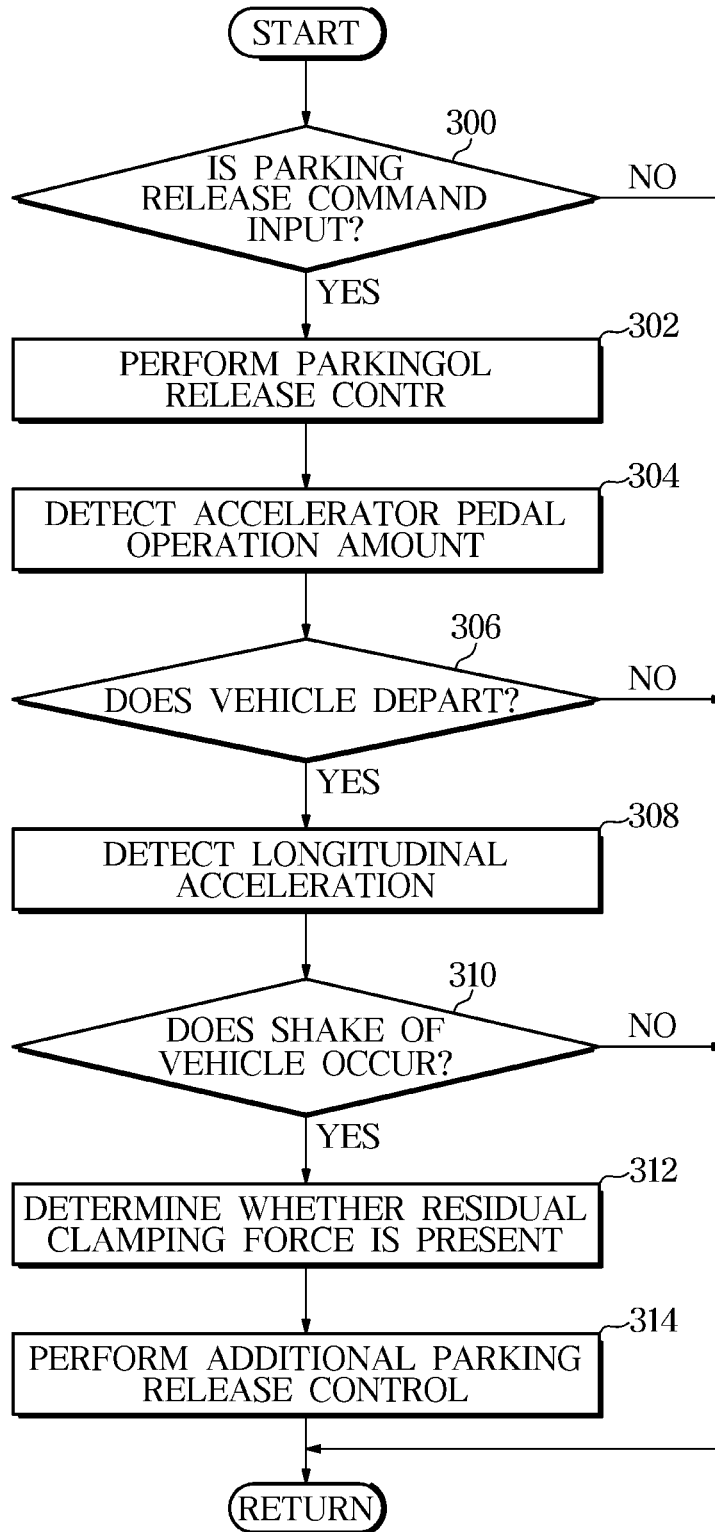 START
300
IS PARKING
RELEASE COMMAND
INPUT?
NO
YES
302
PERFORM PARKINGOL
RELEASE CONTR
304
DETECT ACCELERATOR PEDAL
OPERATION AMOUNT
306
DOES VEHICLE DEPART?
NO
YES
308
DETECT LONGITUDINAL
ACCELERATION
310
DOES SHAKE OF
VEHICLE OCCUR?
NO
YES
312
DETERMINE WHETHER RESIDUAL
CLAMPING FORCE IS PRESENT
314
PERFORM ADDITIONAL PARKING
RELEASE CONTROL
RETURN